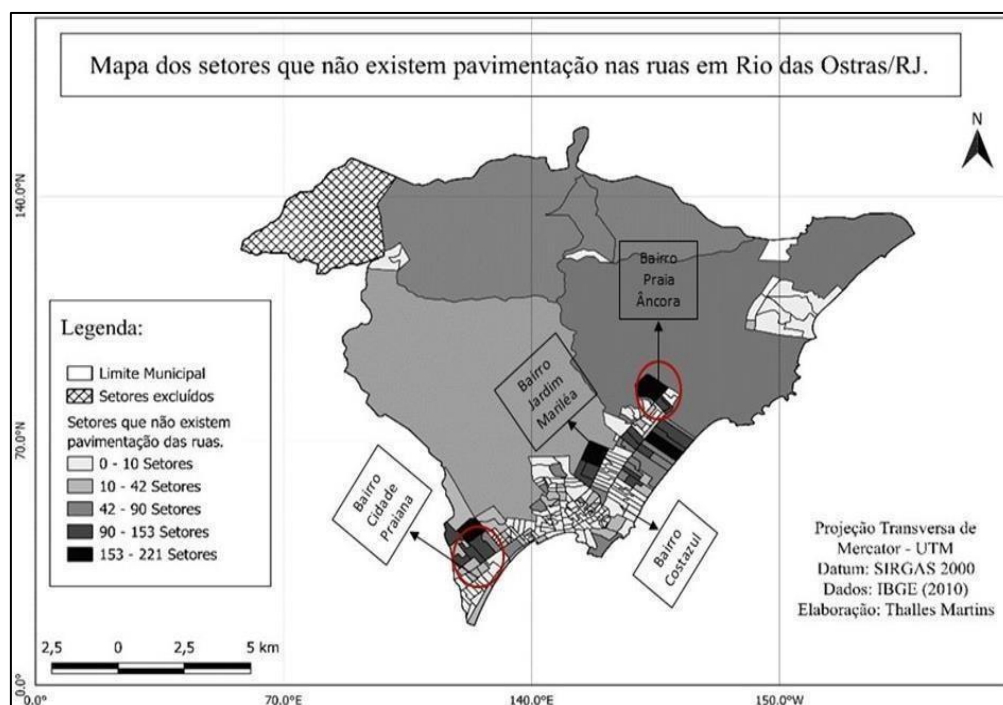 Mapa dos setores que não existem pavimentação nas ruas em Rio das Ostras/RJ.
N
140.0°N
70.0°N
0.0°
Bairro
Praia
Âncora
Bairro
Jardim
Mariléa
Bairro
Cidade
Praiana
Bairro
Costazul
Legenda:
Limite Municipal
Setores excluídos
Setores que não existem
pavimentação das ruas.
0 - 10 Setores
10 - 42 Setores
42 - 90 Setores
90 - 153 Setores
153 - 221 Setores
Projeção Transversa de
Mercator - UTM
Datum: SIRGAS 2000
Dados: IBGE (2010)
Elaboração: Thalles Martins
2,5 0 2,5 5 km
0.0° 70.0°E 140.0°E 150.0°W